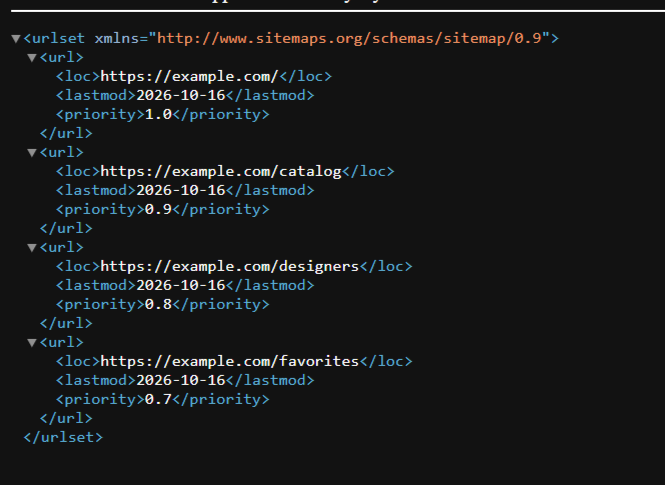 <urlset xmlns="http://www.sitemaps.org/schemas/sitemap/0.9">
<url>
<loc>https://example.com/</loc>
<lastmod>2026-10-16</lastmod>
<priority>1.0</priority>
</url>
<url>
<loc>https://example.com/catalog</loc>
<lastmod>2026-10-16</lastmod>
<priority>0.9</priority>
</url>
<url>
<loc>https://example.com/designers</loc>
<lastmod>2026-10-16</lastmod>
<priority>0.8</priority>
</url>
<url>
<loc>https://example.com/favorites</loc>
<lastmod>2026-10-16</lastmod>
<priority>0.7</priority>
</url>
</urlset>